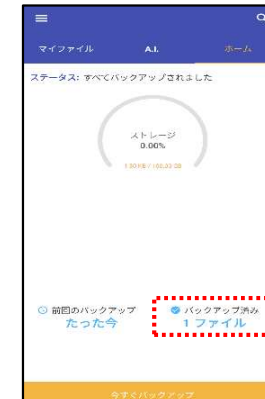 マイファイル A.I. ホーム
ステータス: すべてバックアップされました
ストレージ
0.00%
前回のバックアップ バックアップ済み
たった今 1 ファイル
今すぐバックアップ